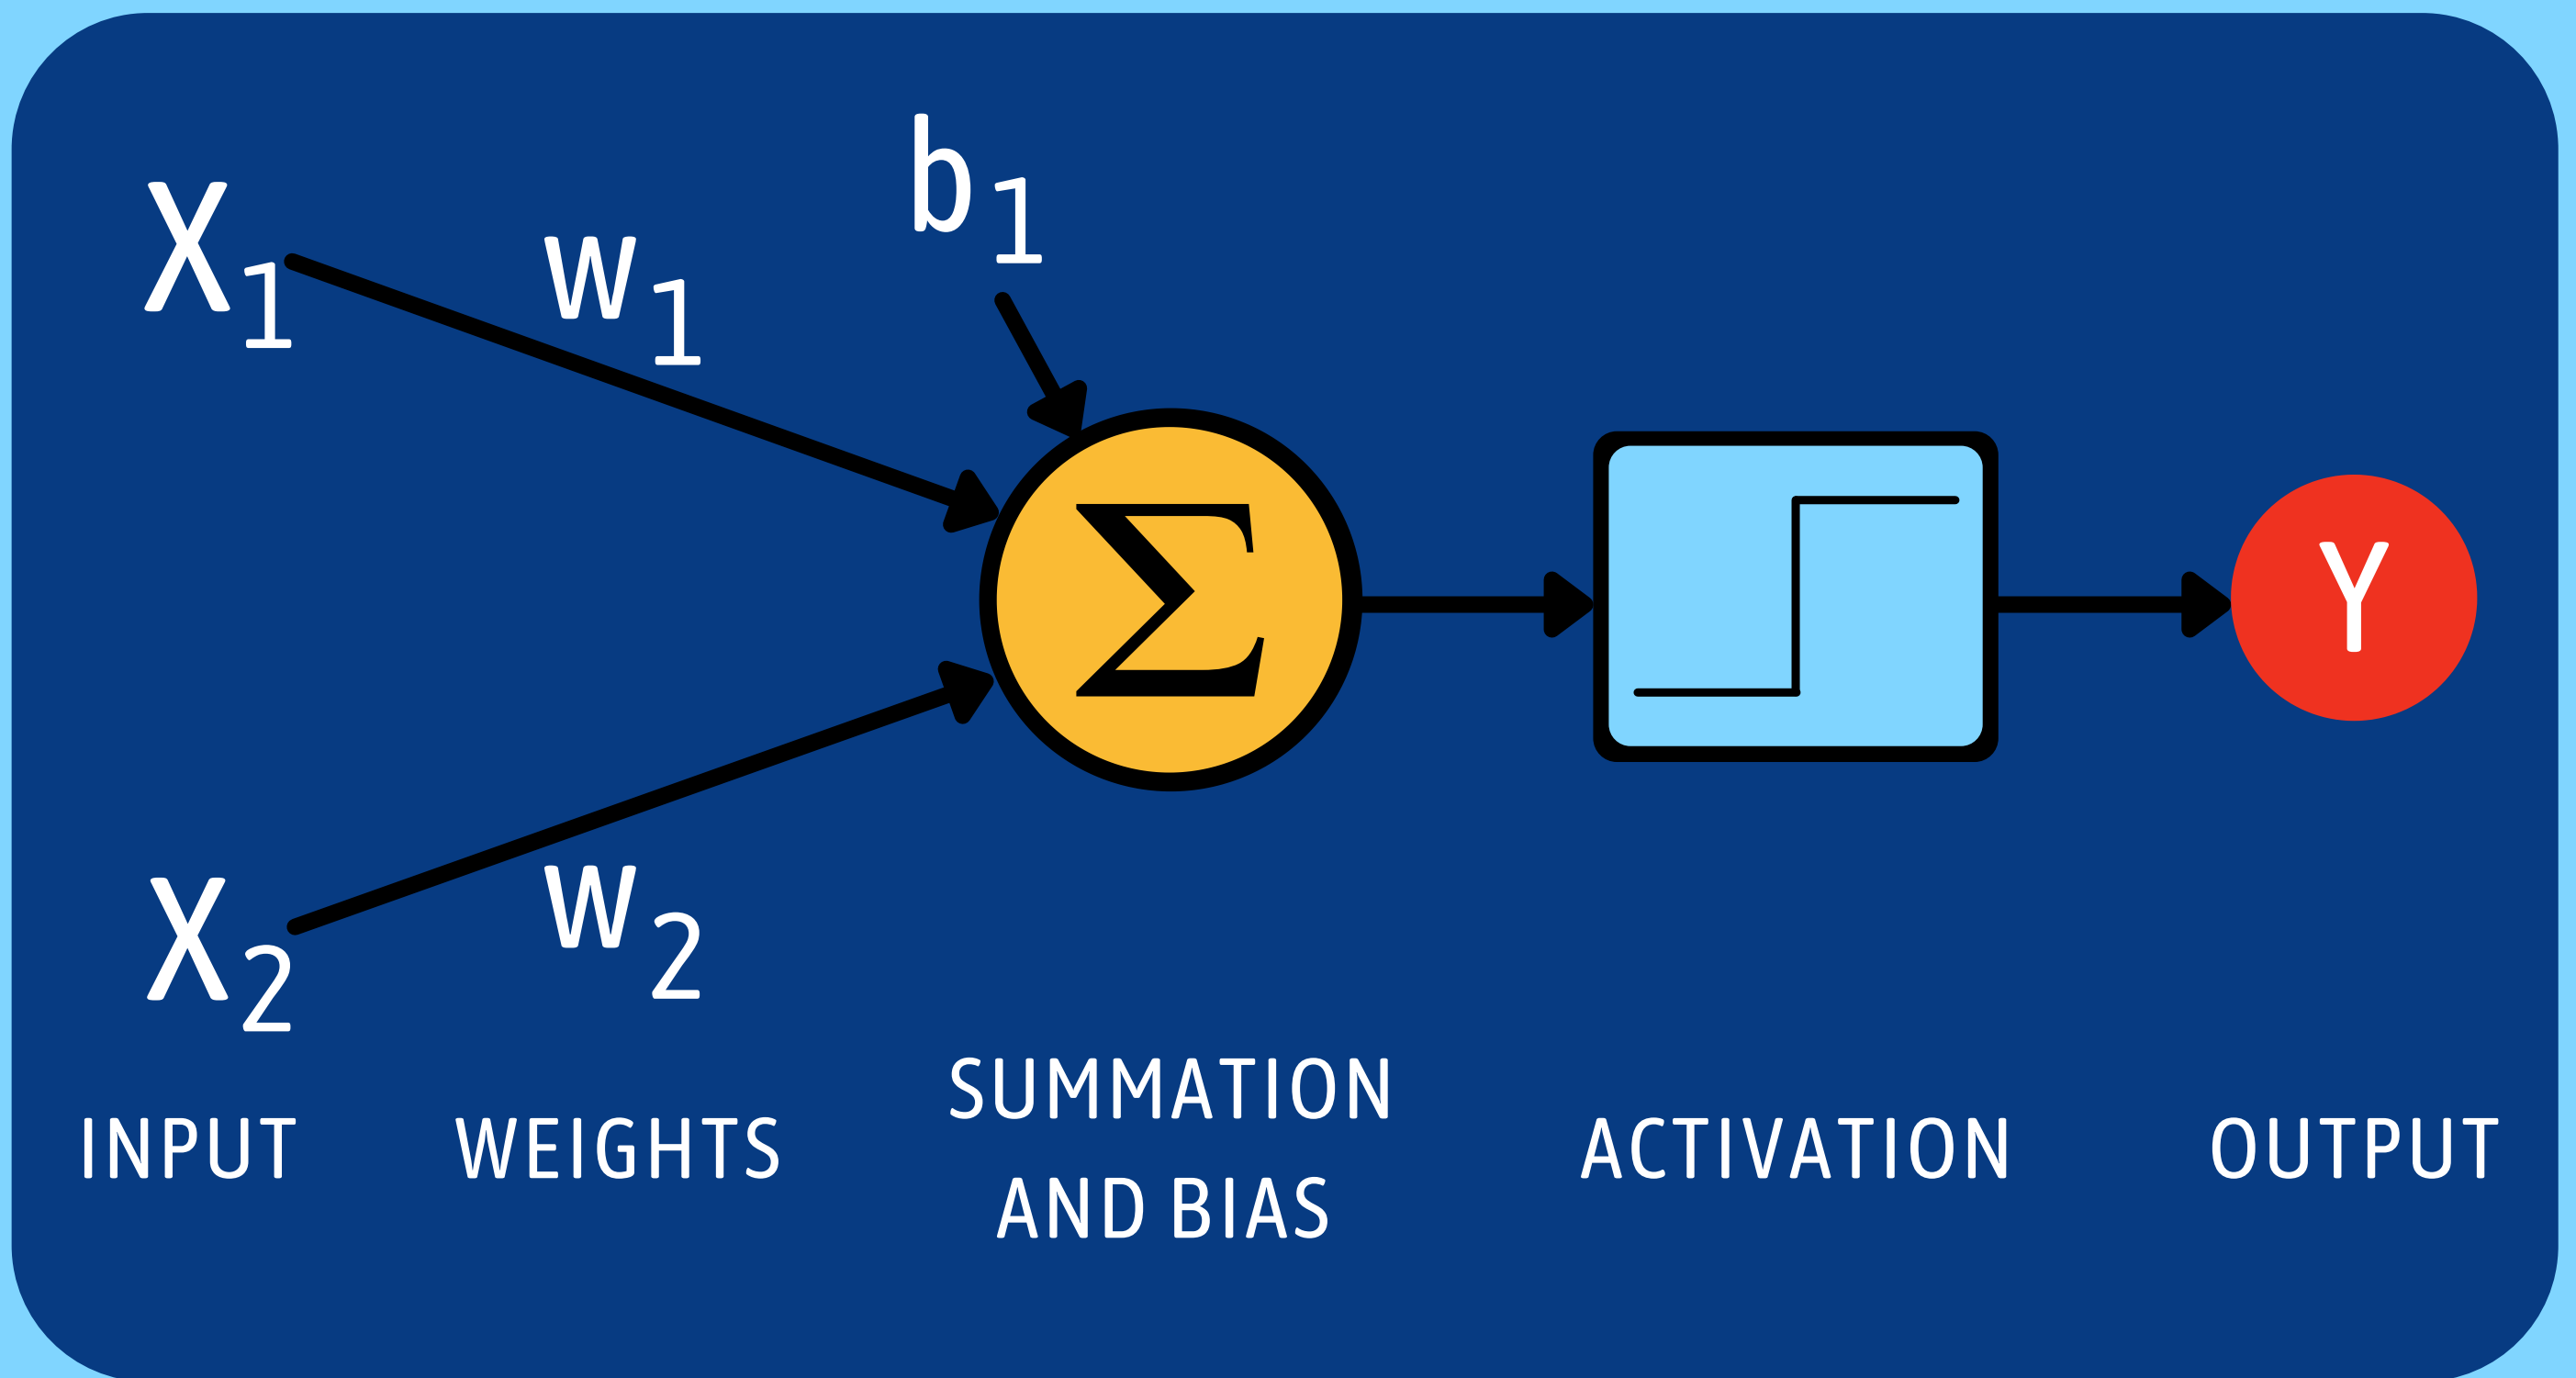 X1
w1
b1
Σ
Y
X2
w2
INPUT
WEIGHTS
SUMMATION
AND BIAS
ACTIVATION
OUTPUT